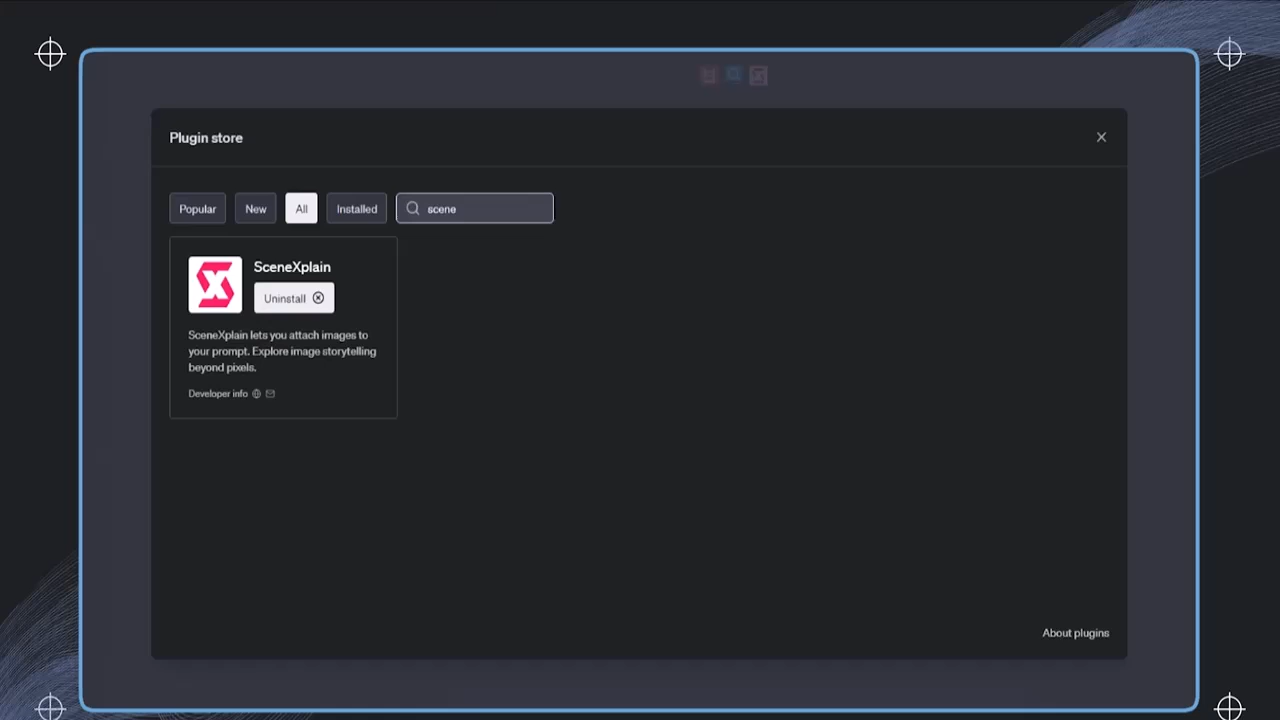 Plugin store
Popular
New
All
Installed
scene
SceneXplain
Uninstall
SceneXplain lets you attach images to
your prompt. Explore image storytelling
beyond pixels.
Developer info
About plugins